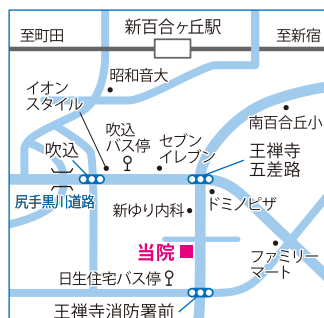 新百合ヶ丘駅
至町田
至新宿
昭和音大
イオン
スタイル
南百合丘小
吹込
バス停
セブン
イレブン
吹込
王禅寺
五差路
尻手黒川道路
ドミノピザ
新ゆり内科
当院
ファミリー
マート
日生住宅バス停
王禅寺消防署前